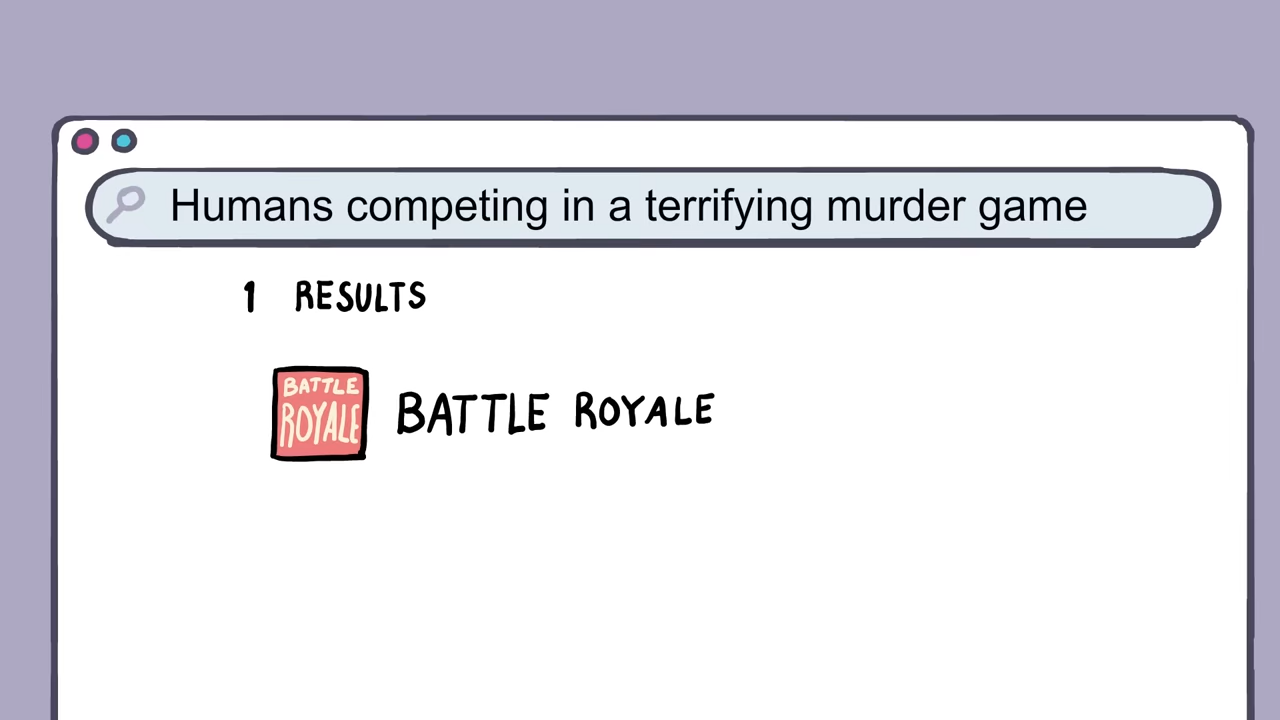 Humans competing in a terrifying murder game
1 RESULTS
BATTLE
ROYALE
BATTLE ROYALE